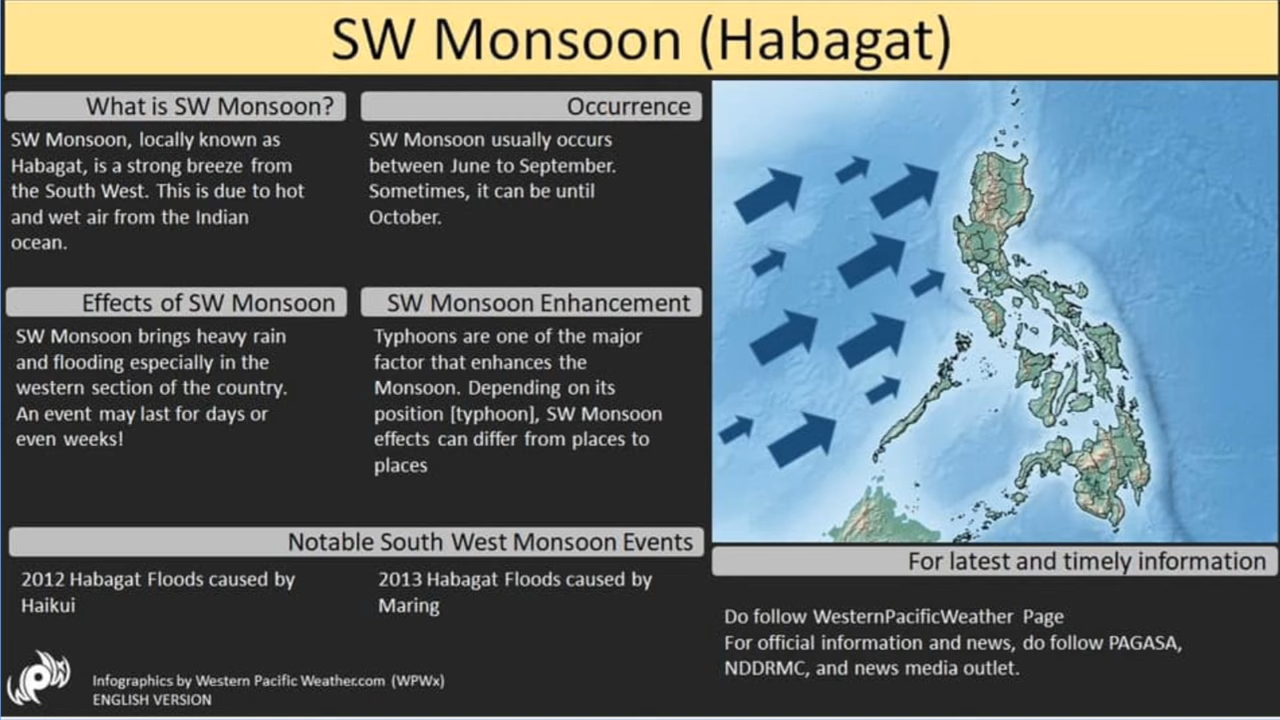 SW Monsoon (Habagat)
What is SW Monsoon?
SW Monsoon, locally known as
Habagat, is a strong breeze from
the South West. This is due to hot
and wet air from the Indian
ocean.
Occurrence
SW Monsoon usually occurs
between June to September.
Sometimes, it can be until
October.
Effects of SW Monsoon
SW Monsoon brings heavy rain
and flooding especially in the
western section of the country.
An event may last for days or
even weeks!
SW Monsoon Enhancement
Typhoons are one of the major
factor that enhances the
Monsoon. Depending on its
position [typhoon], SW Monsoon
effects can differ from places to
places
Notable South West Monsoon Events
2012 Habagat Floods caused by
Haikui
2013 Habagat Floods caused by
Maring
For latest and timely information
Do follow WesternPacificWeather Page
For official information and news, do follow PAGASA,
NDDRMC, and news media outlet.
WPWx
Infographics by Western Pacific Weather.com (WPWx)
ENGLISH VERSION